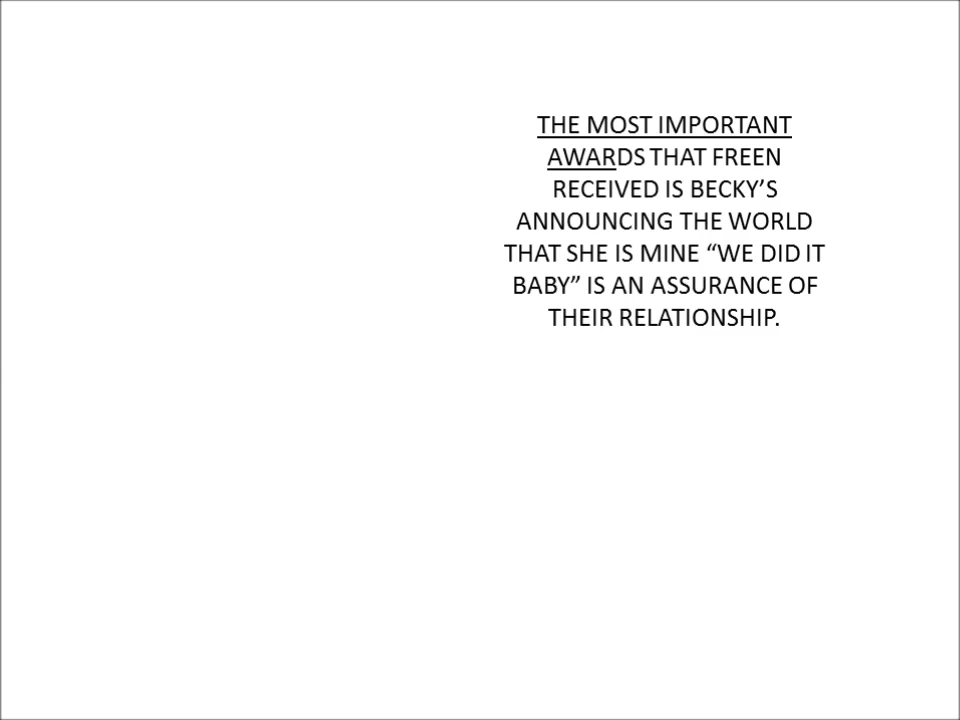 THE MOST IMPORTANT
AWARDS THAT FREEN
RECEIVED IS BECKY’S
ANNOUNCING THE WORLD
THAT SHE IS MINE “WE DID IT
BABY” IS AN ASSURANCE OF
THEIR RELATIONSHIP.